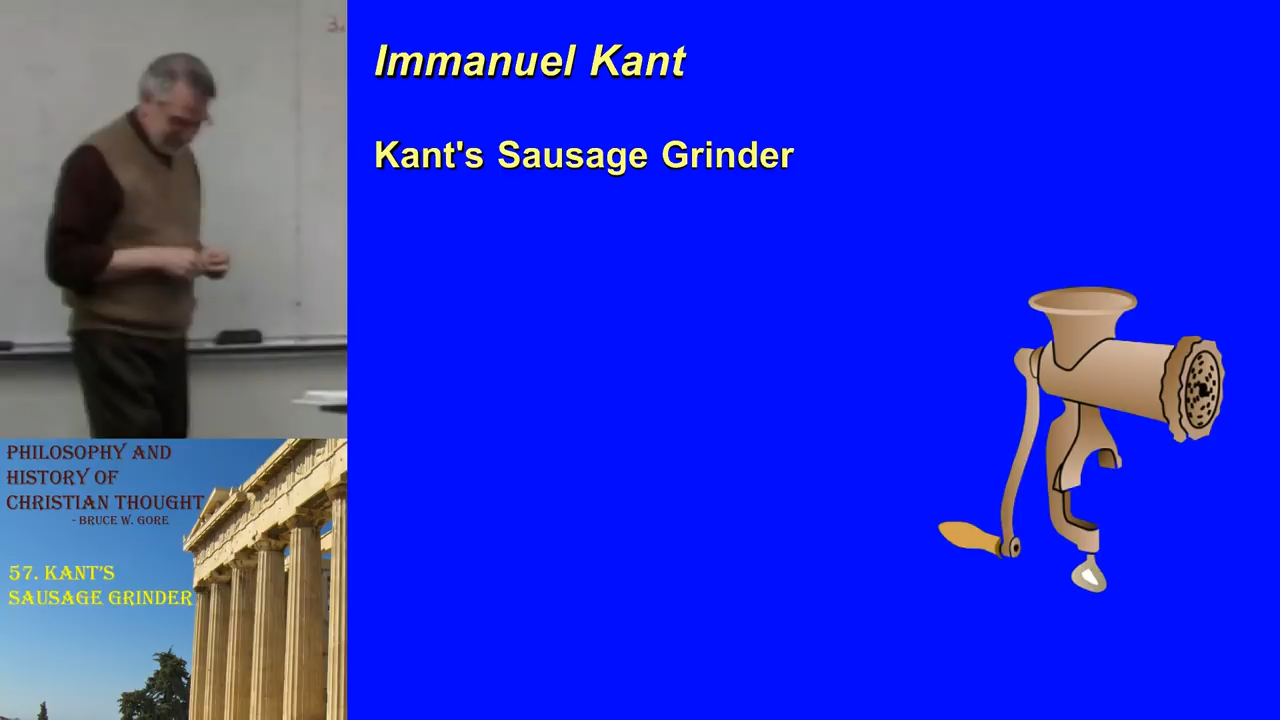 Immanuel Kant
Kant's Sausage Grinder
PHILOSOPHY AND
HISTORY OF
CHRISTIAN THOUGHT
- BRUCE W. GORE
57. KANT'S
SAUSAGE GRINDER